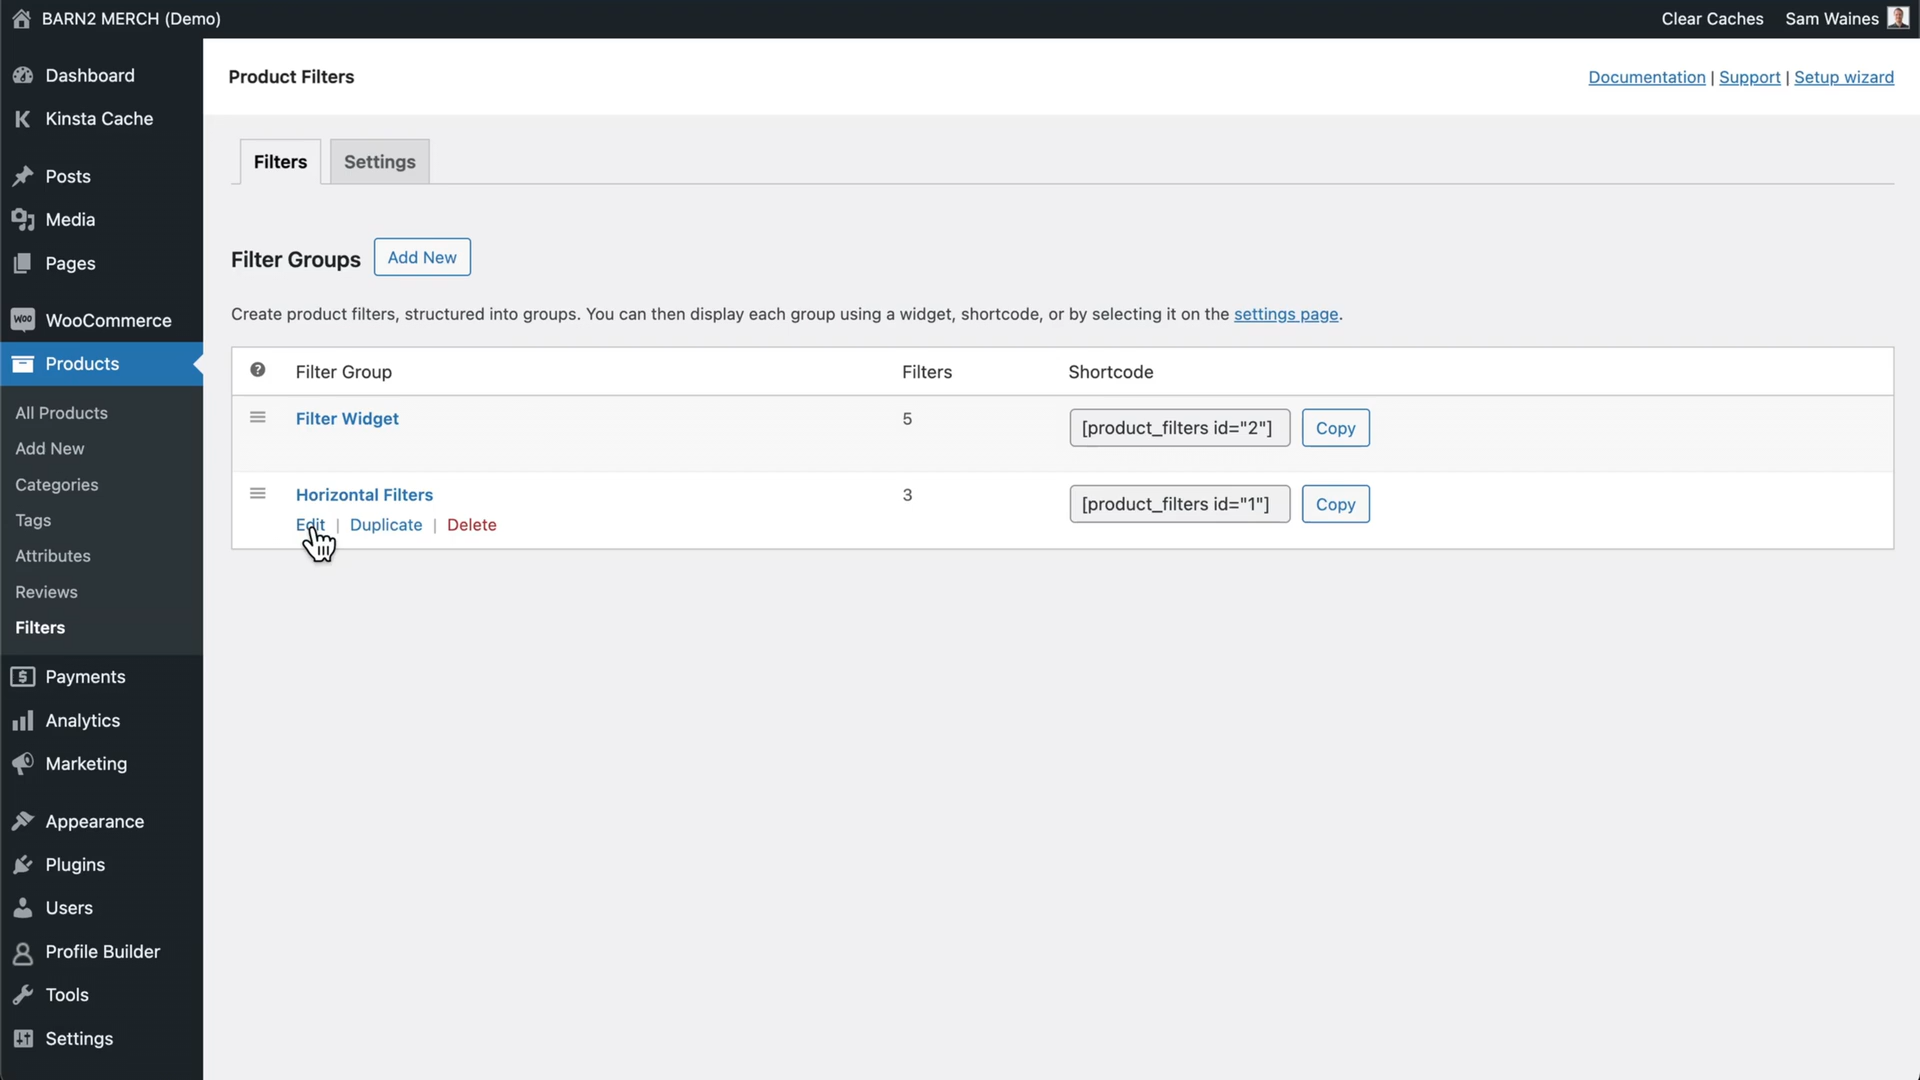 BARN2 MERCH (Demo)
Clear Caches
Sam Waines
Dashboard
Kinsta Cache
Posts
Media
Pages
WooCommerce
Products
All Products
Add New
Categories
Tags
Attributes
Reviews
Filters
Payments
Analytics
Marketing
Appearance
Plugins
Users
Profile Builder
Tools
Settings
Product Filters
Documentation | Support | Setup wizard
Filters
Settings
Filter Groups
Add New
Create product filters, structured into groups. You can then display each group using a widget, shortcode, or by selecting it on the settings page.
Filter Group Filters Shortcode
Filter Widget 5 [product_filters id="2"] Copy
Horizontal Filters 3 [product_filters id="1"] Copy
Edit | Duplicate | Delete